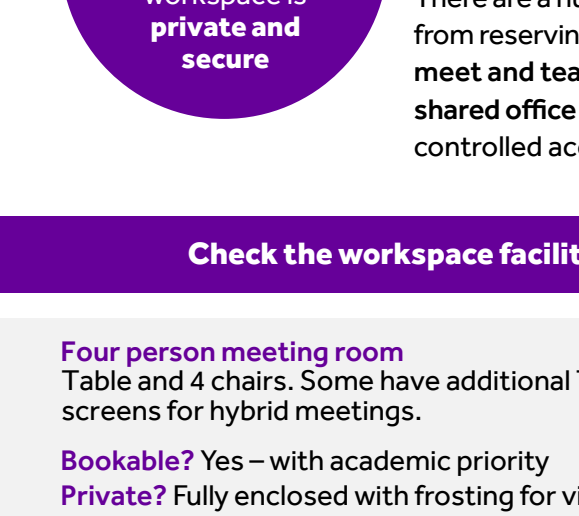 workspace is
private and
secure
There are a
from reservin
meet and tea
shared office
controlled acc
Check the workspace facilit
Four person meeting room
Table and 4 chairs. Some have additional
screens for hybrid meetings.
Bookable? Yes – with academic priority
Private? Fully enclosed with frosting for vi